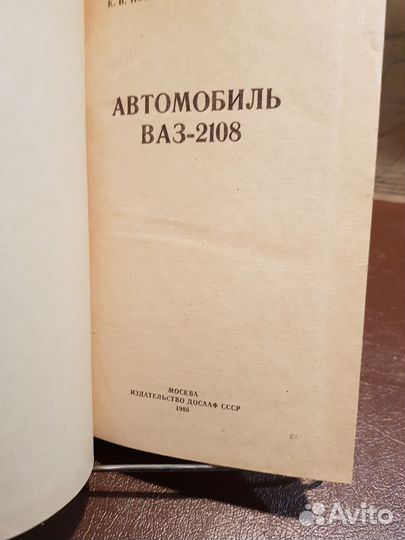 К. В.
АВТОМОБИЛЬ
ВАЗ-2108
МОСКВА
ИЗДАТЕЛЬСТВО ДОСААФ СССР
1986
Avito